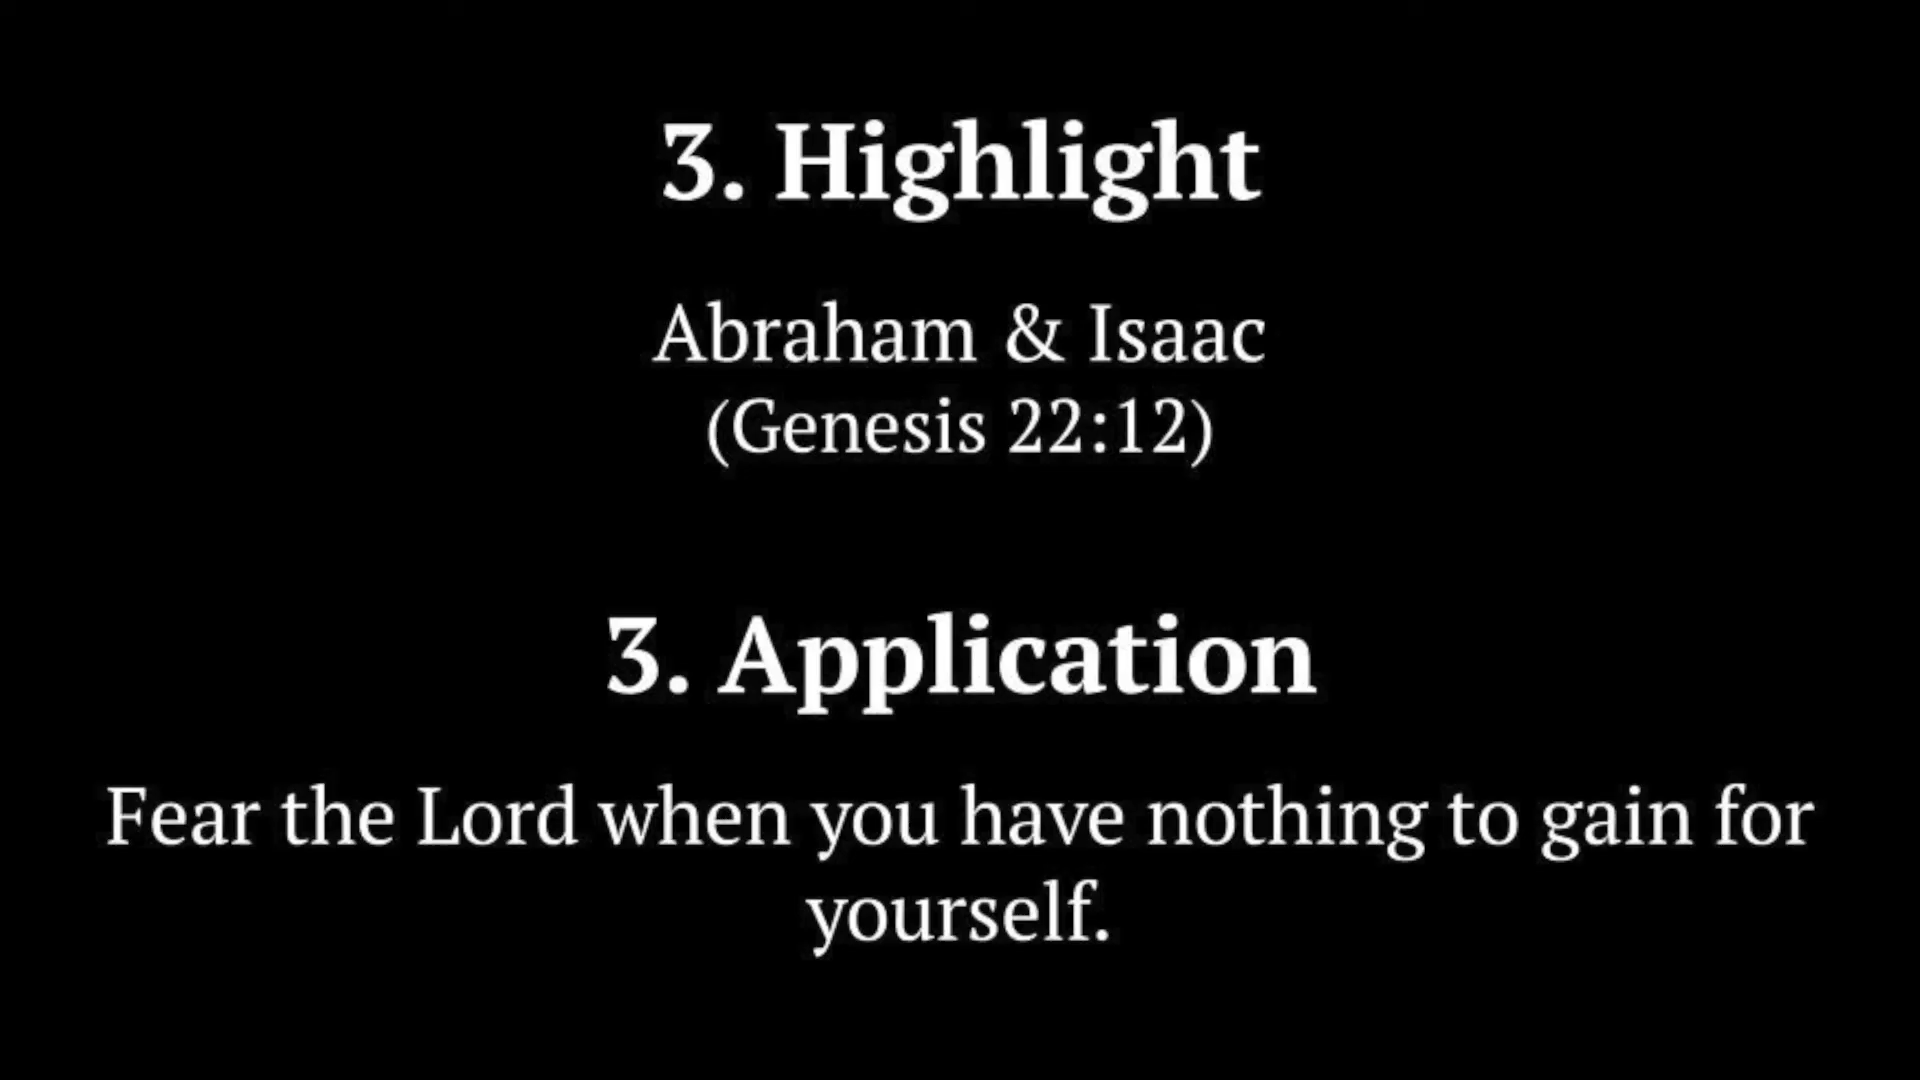 3. Highlight
Abraham & Isaac
(Genesis 22:12)
3. Application
Fear the Lord when you have nothing to gain for
yourself.